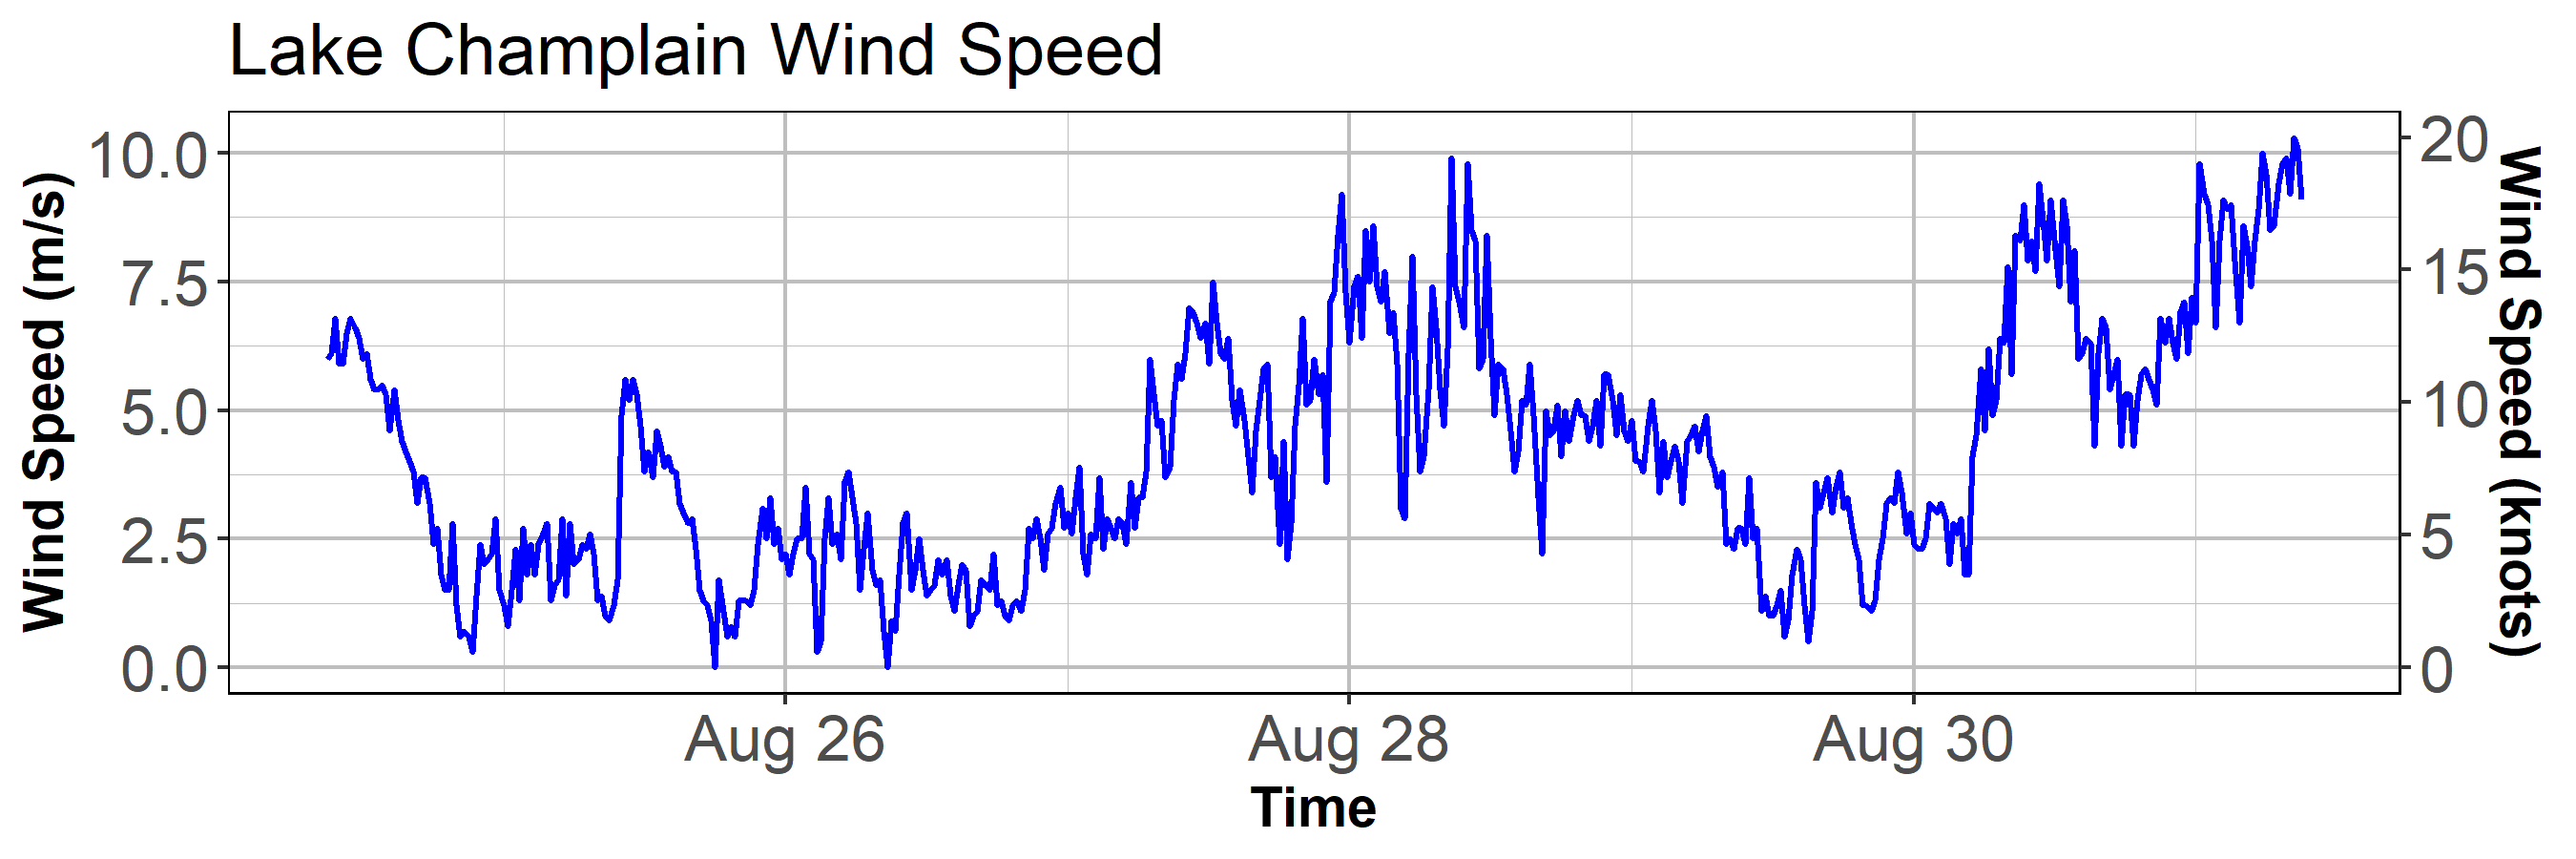 Lake Champlain Wind Speed
Wind Speed (m/s)
10.0
7.5
5.0
2.5
0.0
20
15
10
5
0
Wind Speed (knots)
Aug 26
Aug 28
Aug 30
Time